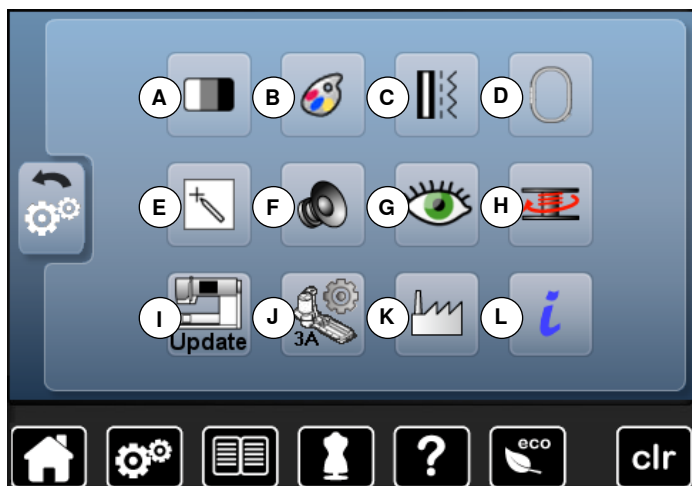 A B C D
E F G H
I J K L
Update 3A
? eco clr
i